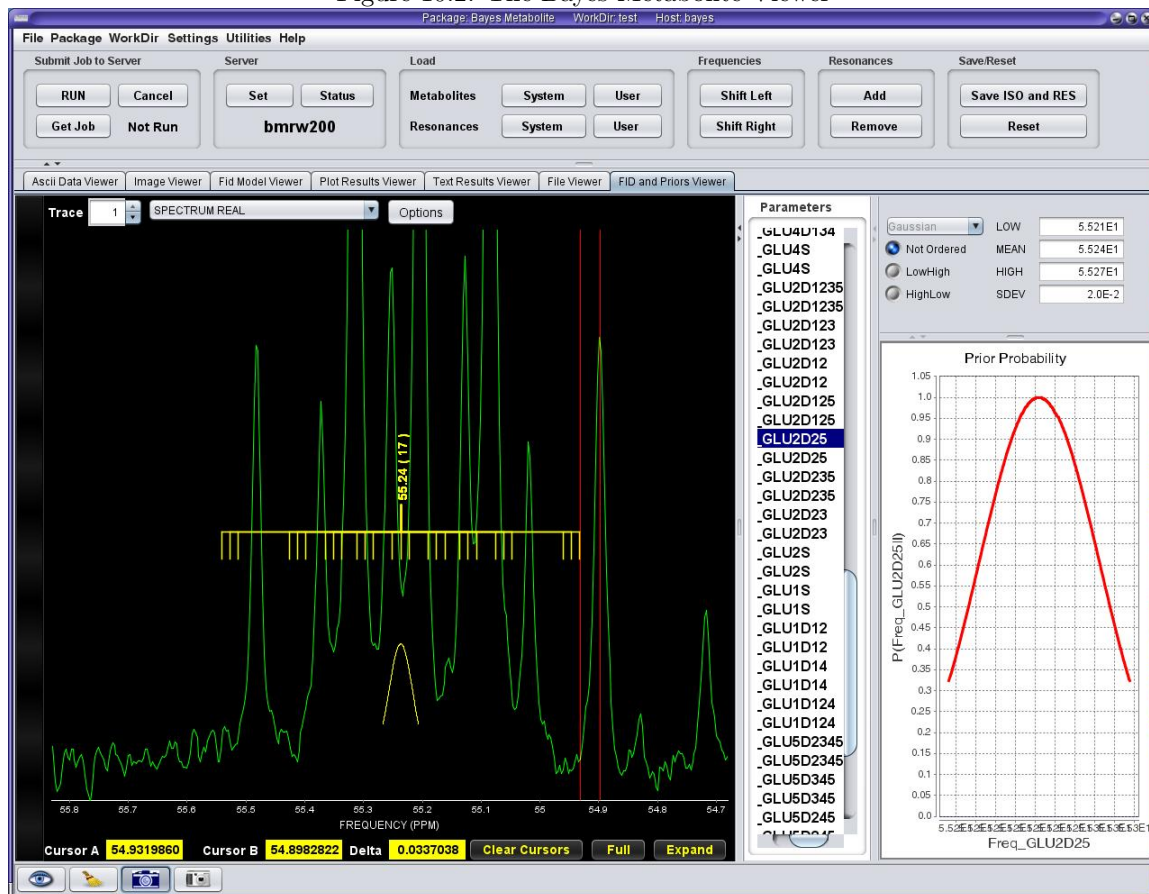 Figure 10.2: The Bayes Metabolite Viewer
Package: Bayes Metabolite WorkDir: test Host: bayes
File Package WorkDir Settings Utilities Help
Submit Job to Server Server Load Frequencies Resonances Save/Reset
RUN Cancel Set Status Metabolites System User Shift Left Add Save ISO and RES
Get Job Not Run bmrw200 Resonances System User Shift Right Remove Reset
Ascii Data Viewer Image Viewer Fid Model Viewer Plot Results Viewer Text Results Viewer File Viewer FID and Priors Viewer
Trace 1 SPECTRUM REAL Options
55.24 ( 17 )
55.8 55.7 55.6 55.5 55.4 55.3 55.2 55.1 55 54.9 54.8 54.7
FREQUENCY (PPM)
Cursor A 54.9319860 Cursor B 54.8982822 Delta 0.0337038 Clear Cursors Full Expand
Parameters
_GLU4D134
_GLU4S
_GLU4S
_GLU2D1235
_GLU2D1235
_GLU2D123
_GLU2D123
_GLU2D12
_GLU2D12
_GLU2D125
_GLU2D125
_GLU2D25
_GLU2D25
_GLU2D235
_GLU2D235
_GLU2D23
_GLU2D23
_GLU2S
_GLU2S
_GLU1S
_GLU1S
_GLU1D12
_GLU1D12
_GLU1D14
_GLU1D14
_GLU1D124
_GLU1D124
_GLU5D2345
_GLU5D2345
_GLU5D345
_GLU5D345
_GLU5D245
_GLU5D245
Gaussian LOW 5.521E1
Not Ordered MEAN 5.524E1
LowHigh HIGH 5.527E1
HighLow SDEV 2.0E-2
Prior Probability
1.05
1.0
0.95
0.9
0.85
0.8
0.75
0.7
0.65
0.6
0.55
0.5
0.45
0.4
0.35
0.3
0.25
0.2
0.15
0.1
0.05
0.0
P(Freq_GLU2D25|I)
Freq_GLU2D25